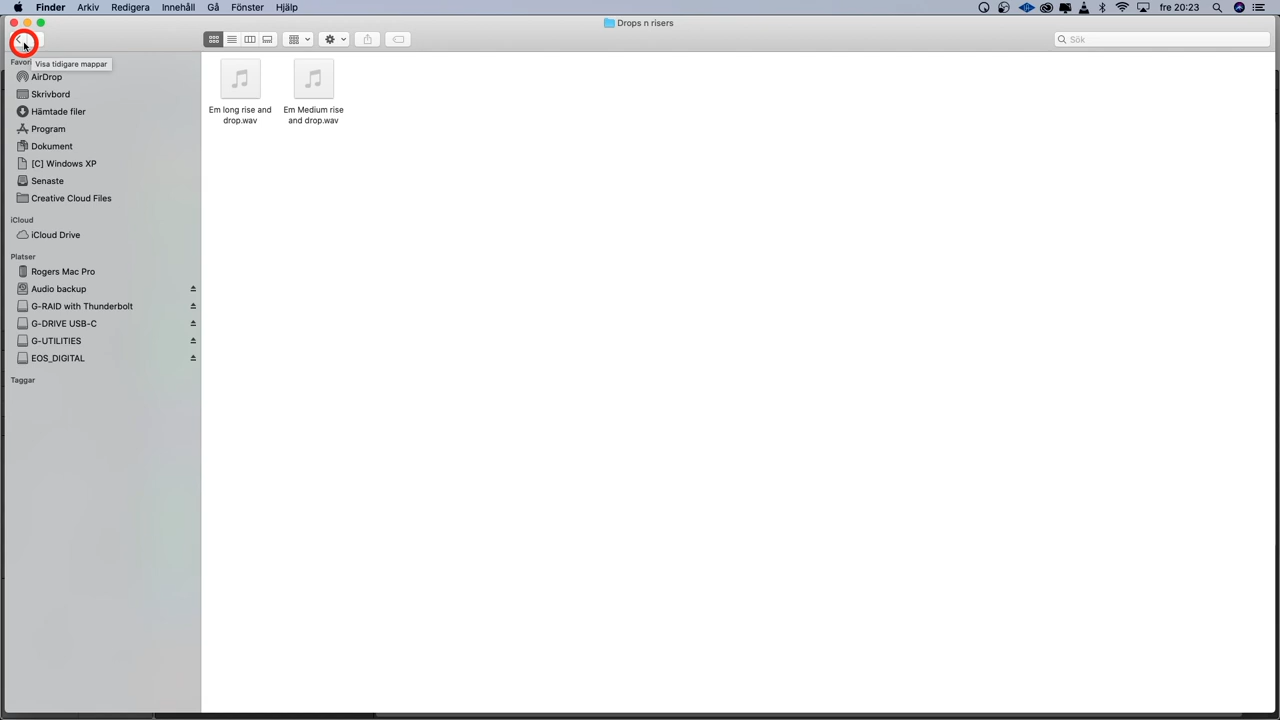 Finder Arkiv Redigera Innehåll Gå Fönster Hjälp fre 20:23
Drops n risers
Sök
Visa tidigare mappar
AirDrop
Skrivbord
Hämtade filer
Program
Dokument
[C] Windows XP
Senaste
Creative Cloud Files
iCloud
iCloud Drive
Platser
Rogers Mac Pro
Audio backup
G-RAID with Thunderbolt
G-DRIVE USB-C
G-UTILITIES
EOS_DIGITAL
Taggar
Em long rise and
drop.wav
Em Medium rise
and drop.wav